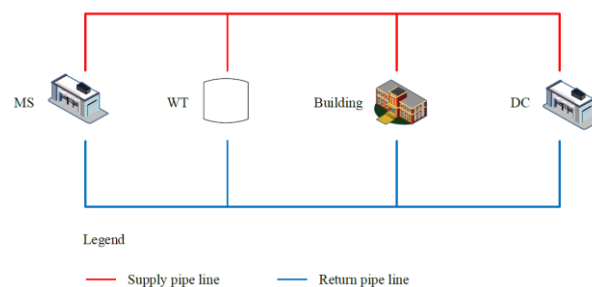 MS
WT
Building
DC
Legend
Supply pipe line
Return pipe line